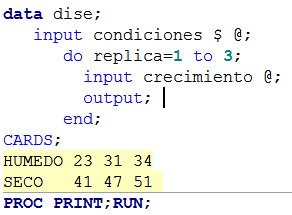 data dise;
input condiciones $ @;
do replica=1 to 3;
input crecimiento @;
output;
end;
CARDS;
HUMEDO 23 31 34
SECO 41 47 51
PROC PRINT;RUN;